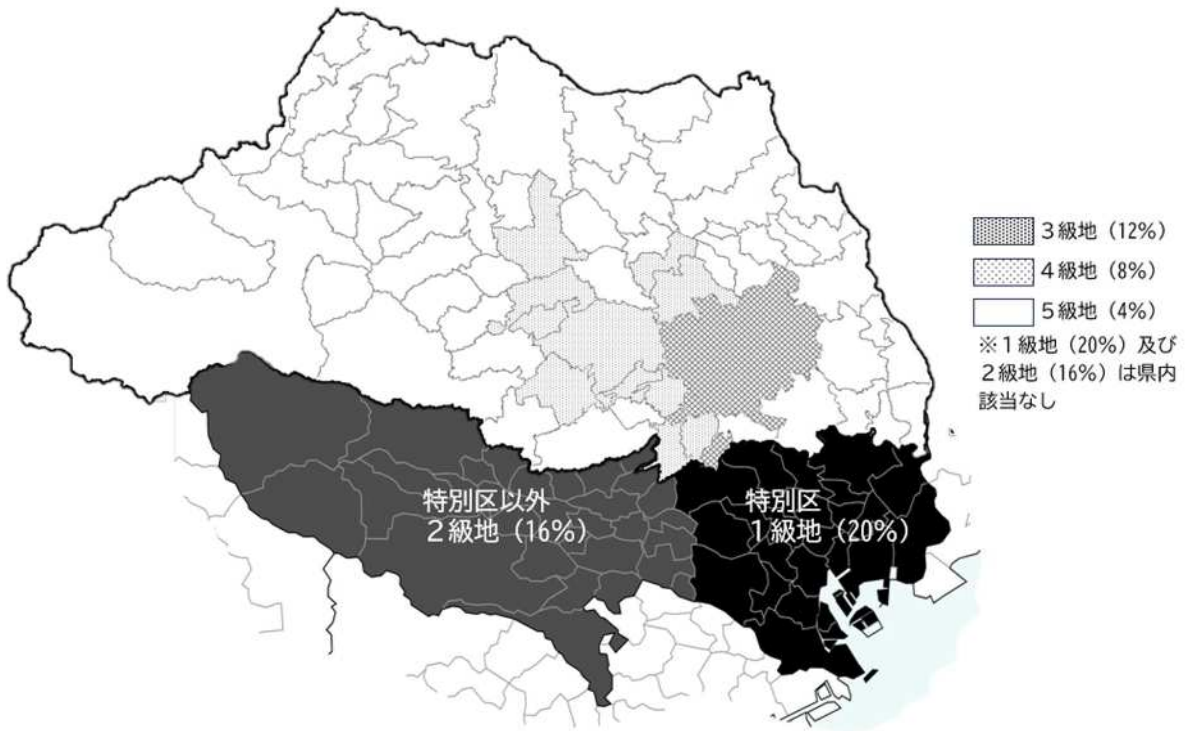 3級地（12%）
4級地（8%）
5級地（4%）
※1級地（20%）及び
2級地（16%）は県内
該当なし
特別区以外
2級地（16%）
特別区
1級地（20%）